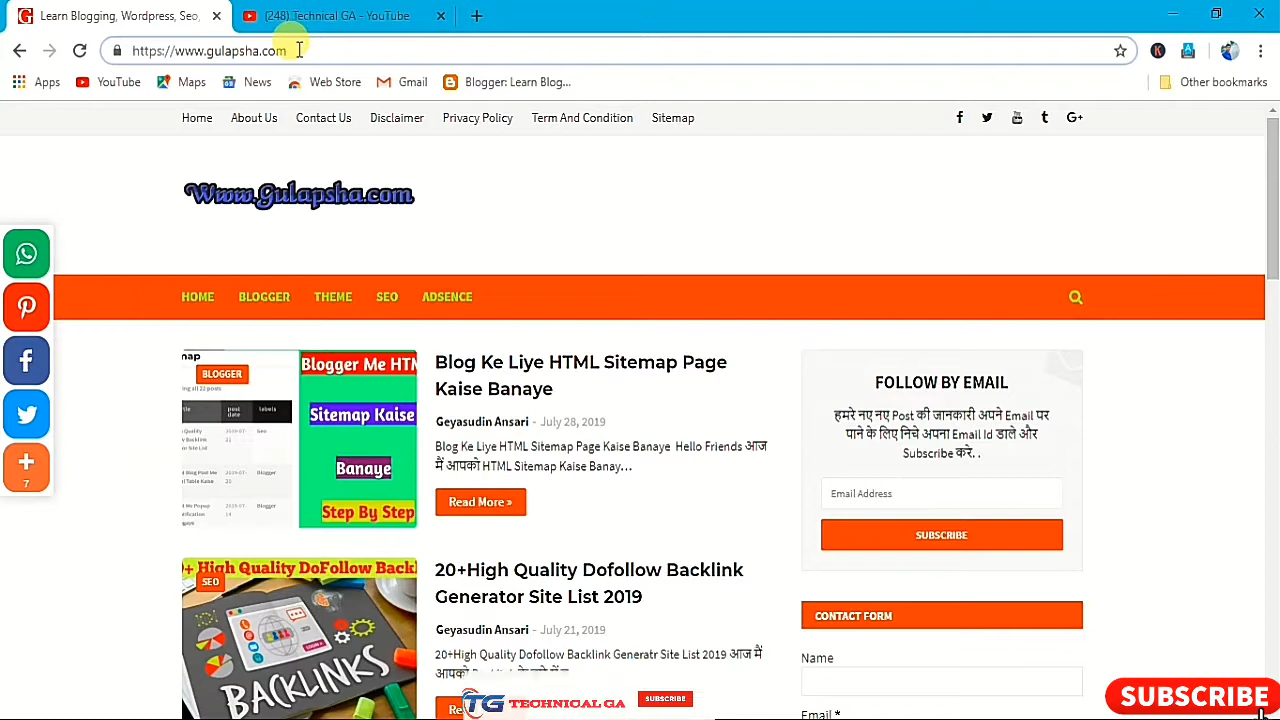 Learn Blogging, Wordpress, Seo,
(248) Technical GA - YouTube
https://www.gulapsha.com
Apps YouTube Maps News Web Store Gmail Blogger: Learn Blog... Other bookmarks
Home About Us Contact Us Disclaimer Privacy Policy Term And Condition Sitemap
Www.Gulapsha.com
HOME BLOGGER THEME SEO ADSENCE
BLOGGER
Blogger Me HTM
Sitemap Kaise
Banaye
Step By Step
Blog Ke Liye HTML Sitemap Page
Kaise Banaye
Geyasudin Ansari - July 28, 2019
Blog Ke Liye HTML Sitemap Page Kaise Banaye Hello Friends आज
मैं आपको HTML Sitemap Kaise Banay…
Read More »
SEO
BACKLINKS
20+High Quality Dofollow Backlink
Generator Site List 2019
Geyasudin Ansari - July 21, 2019
20+High Quality Dofollow Backlink Generatr Site List 2019 आज मैं
आपको
7
FOLLOW BY EMAIL
हमरे नए नए Post की जानकारी अपने Email पर
पाने के लिए निचे अपना Email Id डाले और
Subscribe करे. .
Email Address
SUBSCRIBE
CONTACT FORM
Name
Email *
TG TECHNICAL GA
SUBSCRIBE
SUBSCRIBE